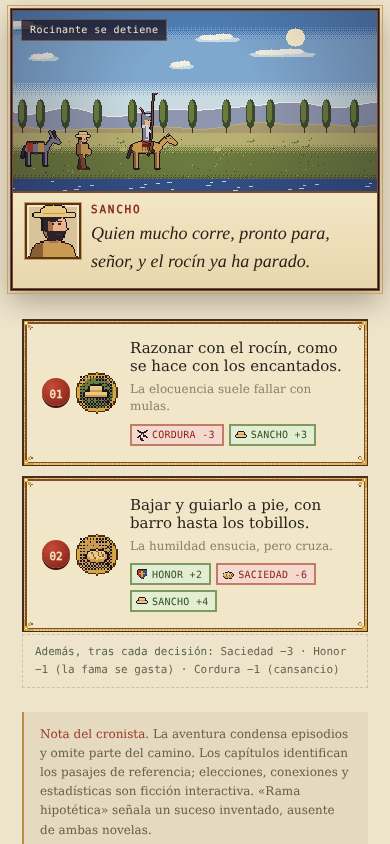 Rocinante se detiene
SANCHO
Quien mucho corre, pronto para,
señor, y el rocín ya ha parado.
01
Razonar con el rocín, como
se hace con los encantados.
La elocuencia suele fallar con
mulas.
CORDURA -3 SANCHO +3
02
Bajar y guiarlo a pie, con
barro hasta los tobillos.
La humildad ensucia, pero cruza.
HONOR +2 SACIEDAD -6
SANCHO +4
Además, tras cada decisión: Saciedad −3 · Honor
−1 (la fama se gasta) · Cordura −1 (cansancio)
Nota del cronista. La aventura condensa episodios
y omite parte del camino. Los capítulos identifican
los pasajes de referencia; elecciones, conexiones y
estadísticas son ficción interactiva. «Rama
hipotética» señala un suceso inventado, ausente
de ambas novelas.